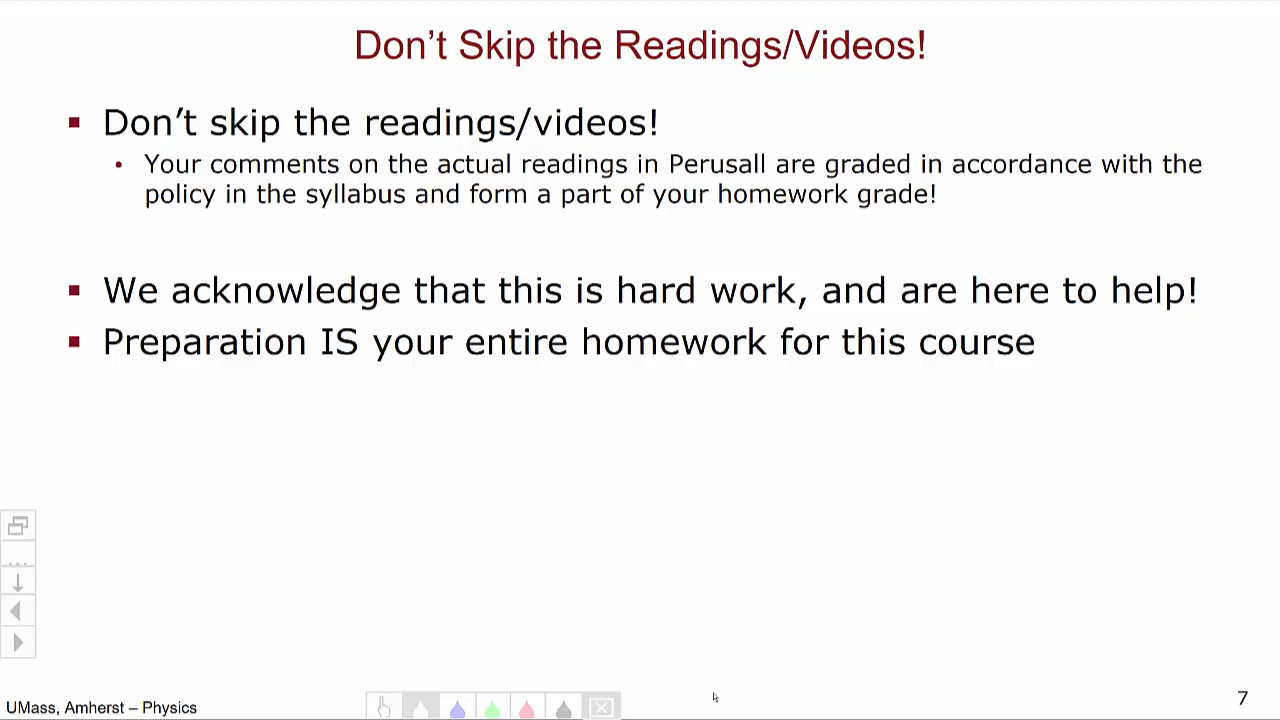 Don’t Skip the Readings/Videos!
Don’t skip the readings/videos!
Your comments on the actual readings in Perusall are graded in accordance with the
policy in the syllabus and form a part of your homework grade!
We acknowledge that this is hard work, and are here to help!
Preparation IS your entire homework for this course
UMass, Amherst – Physics
7